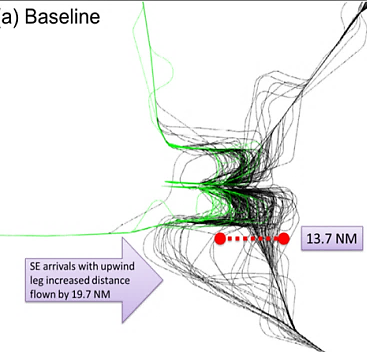 (a) Baseline
13.7 NM
SE arrivals with upwind
leg increased distance
flown by 19.7 NM